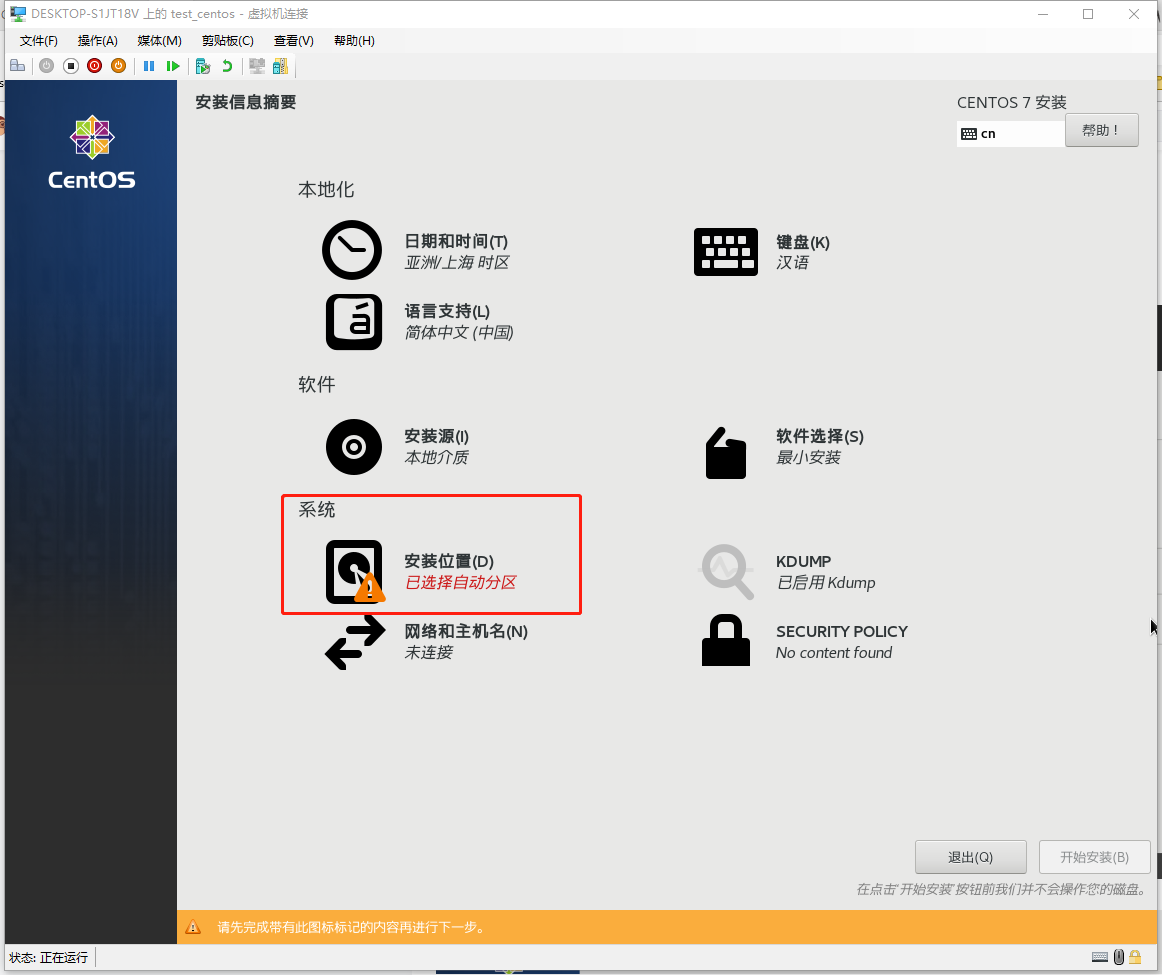 DESKTOP-S1JT18V 上的 test_centos - 虚拟机连接
文件(F) 操作(A) 媒体(M) 剪贴板(C) 查看(V) 帮助(H)
CentOS
安装信息摘要
CENTOS 7 安装
cn
帮助！
本地化
日期和时间(T)
亚洲/上海 时区
键盘(K)
汉语
语言支持(L)
简体中文 (中国)
软件
安装源(I)
本地介质
软件选择(S)
最小安装
系统
安装位置(D)
已选择自动分区
KDUMP
已启用 Kdump
网络和主机名(N)
未连接
SECURITY POLICY
No content found
退出(Q)
开始安装(B)
在点击“开始安装”按钮前我们并不会操作您的磁盘。
请先完成带有此图标标记的内容再进行下一步。
状态: 正在运行